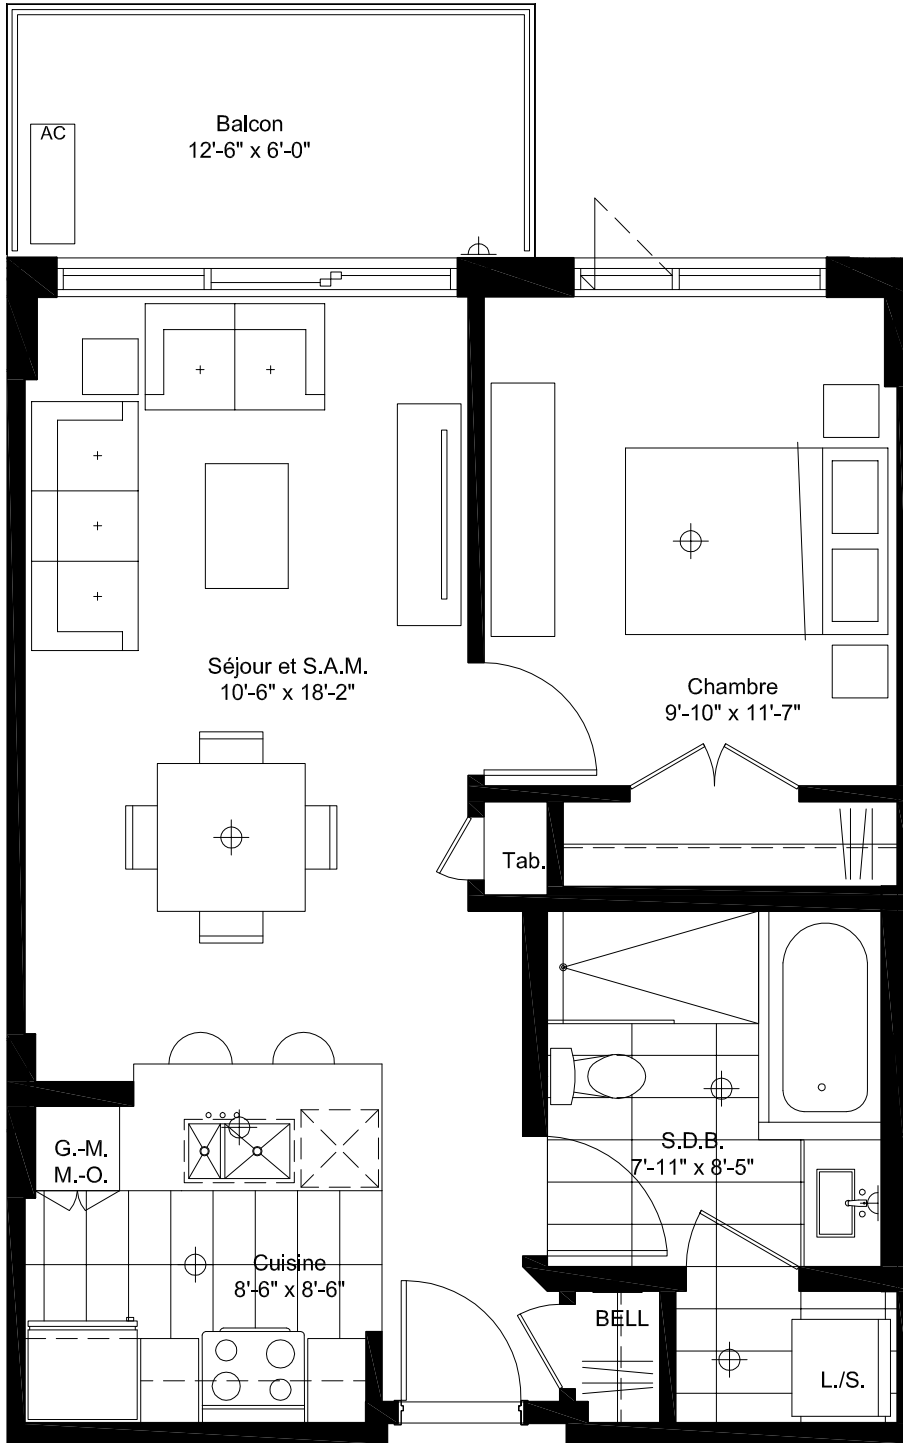 AC
Balcon
12'-6" x 6'-0"
Séjour et S.A.M.
10'-6" x 18'-2"
Chambre
9'-10" x 11'-7"
Tab.
G.-M.
M.-O.
S.D.B.
7'-11" x 8'-5"
Cuisine
8'-6" x 8'-6"
BELL
L./S.